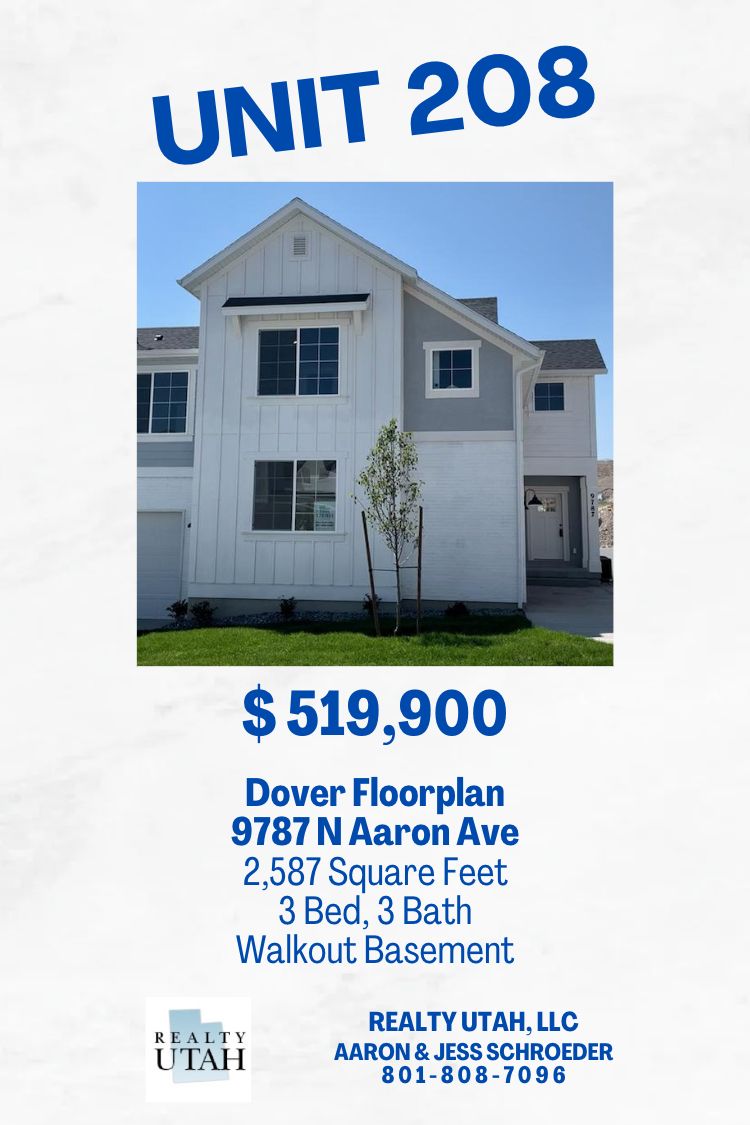 UNIT 208
9787
$ 519,900
Dover Floorplan
9787 N Aaron Ave
2,587 Square Feet
3 Bed, 3 Bath
Walkout Basement
REALTY
UTAH
REALTY UTAH, LLC
AARON & JESS SCHROEDER
801-808-7096